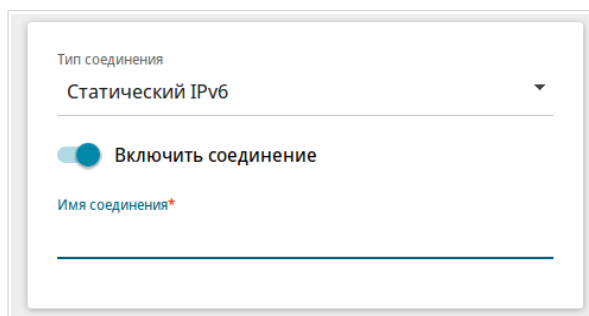 Тип соединения
Статический IPv6
Включить соединение
Имя соединения*